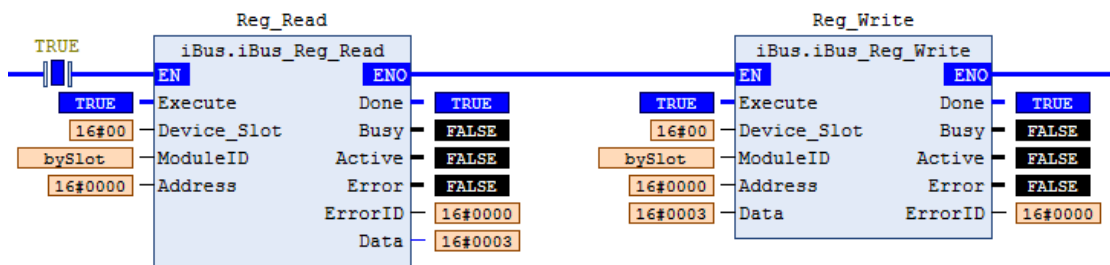 Reg_Read Reg_Write
TRUE
iBus.iBus_Reg_Read iBus.iBus_Reg_Write
EN ENO EN ENO
TRUE Execute Done TRUE TRUE Execute Done TRUE
16#00 Device_Slot Busy FALSE 16#00 Device_Slot Busy FALSE
bySlot ModuleID Active FALSE bySlot ModuleID Active FALSE
16#0000 Address Error FALSE 16#0000 Address Error FALSE
ErrorID 16#0000 16#0003 Data ErrorID 16#0000
Data 16#0003